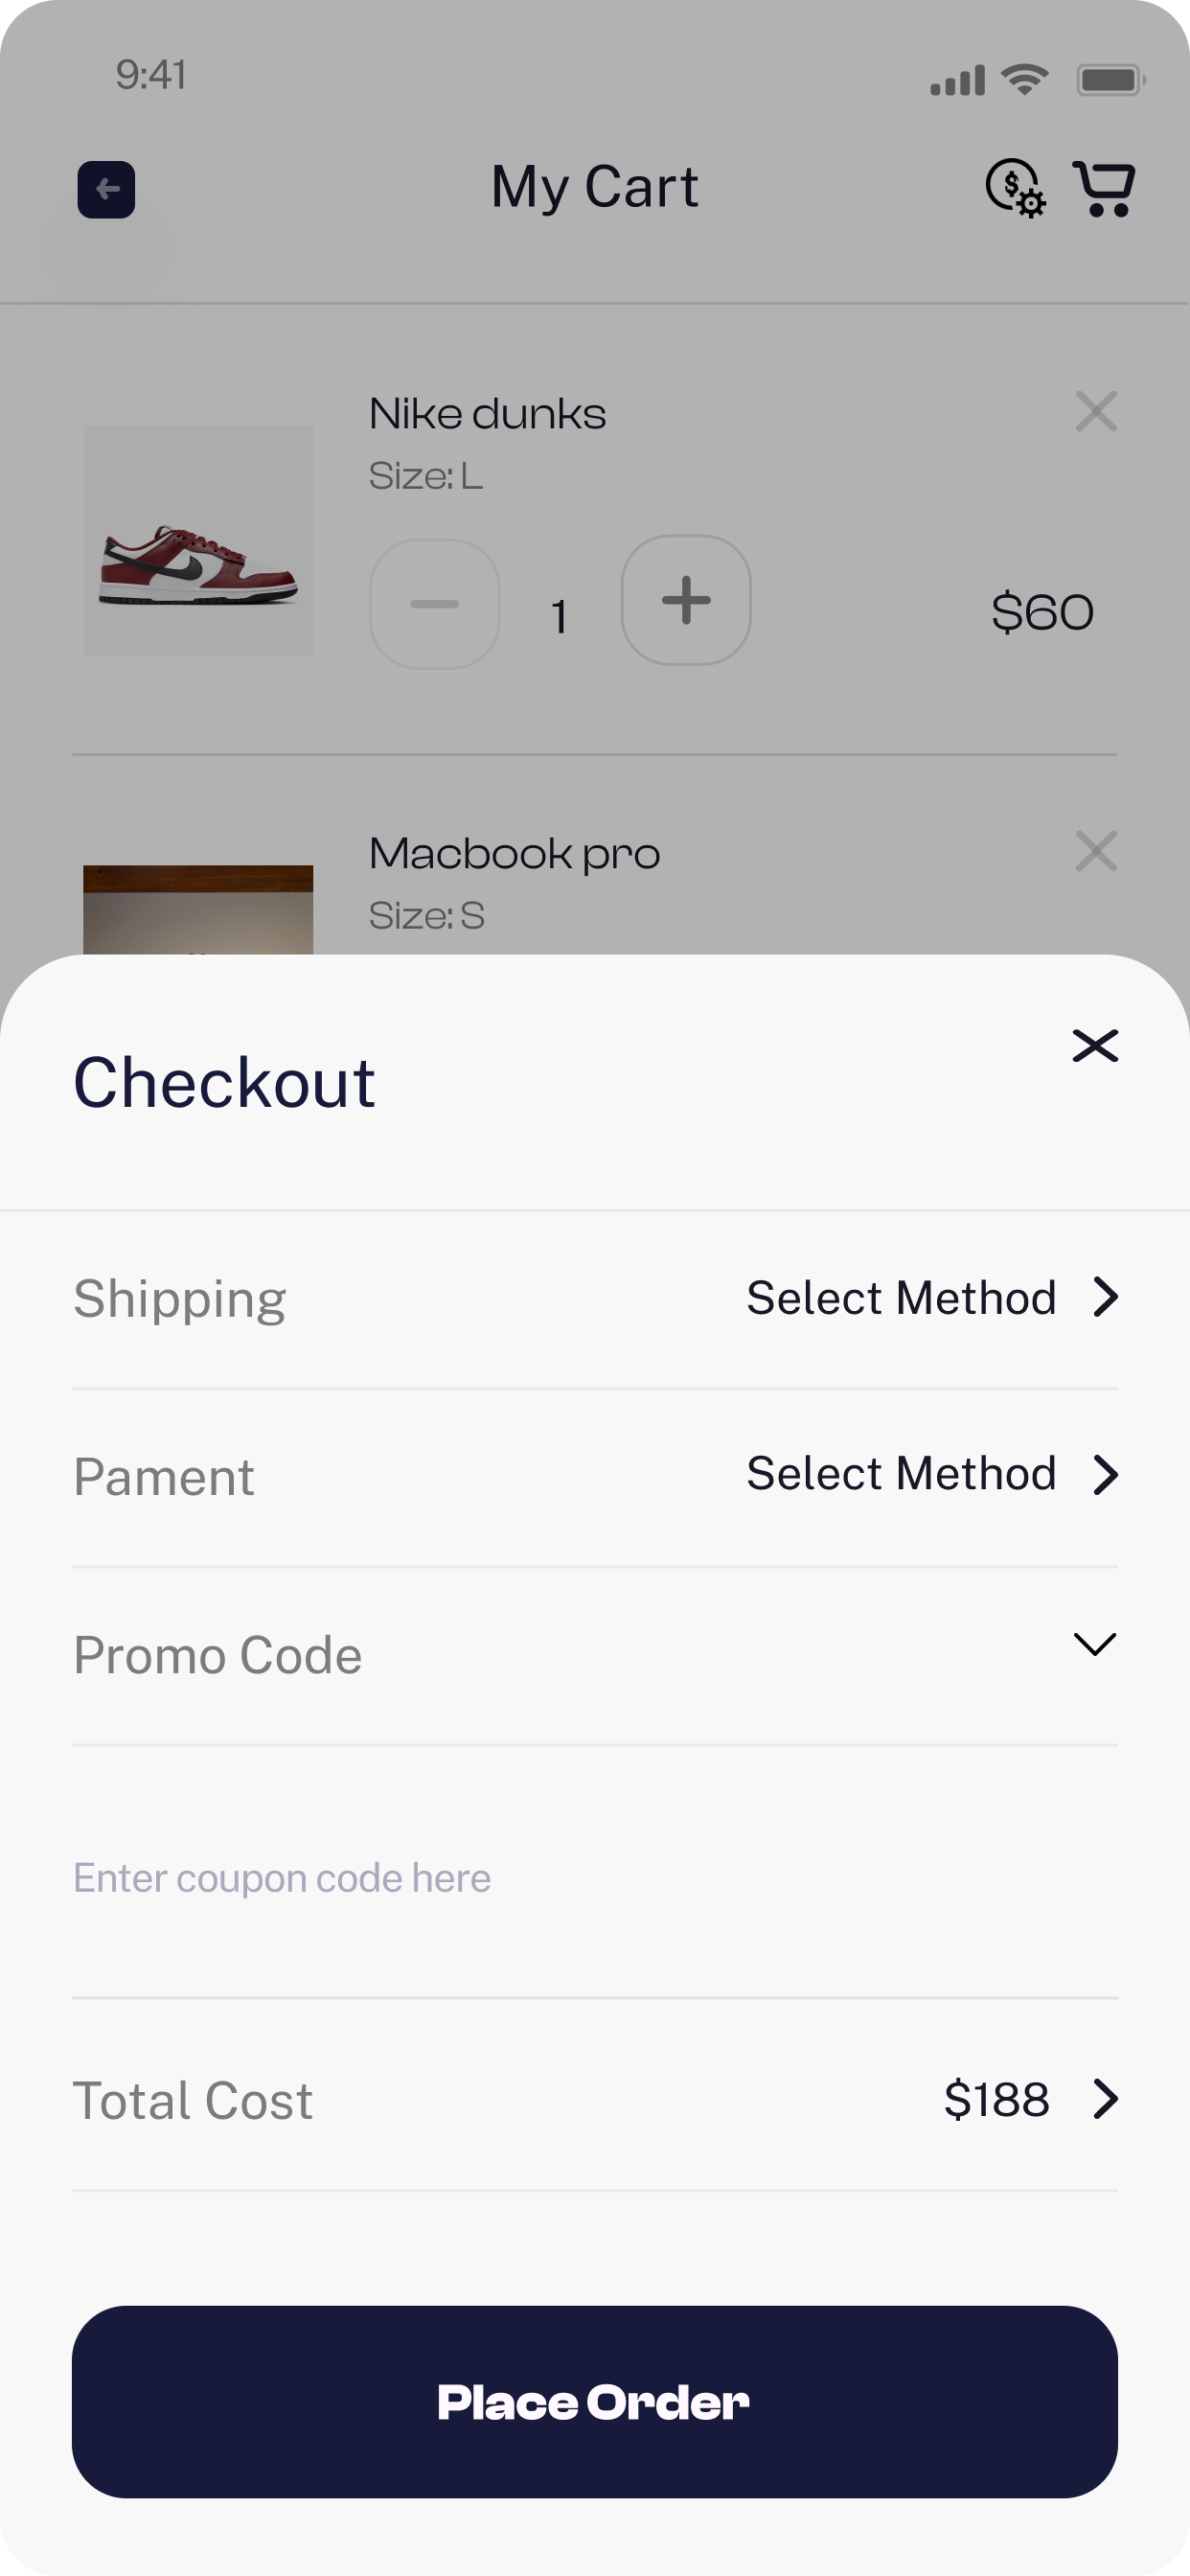 9:41
My Cart
Nike dunks
Size: L
1
$60
Macbook pro
Size: S
Checkout
Shipping
Select Method
Pament
Select Method
Promo Code
Enter coupon code here
Total Cost
$188
Place Order